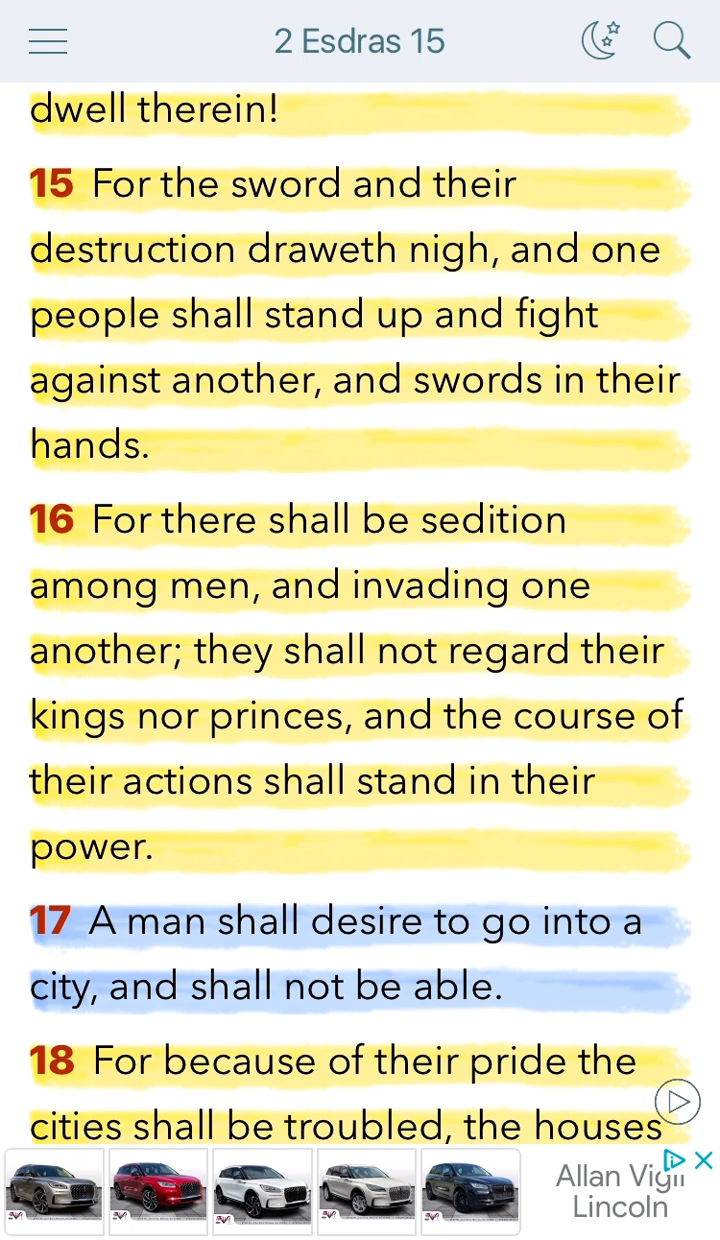 2 Esdras 15
dwell therein!
15 For the sword and their
destruction draweth nigh, and one
people shall stand up and fight
against another, and swords in their
hands.
16 For there shall be sedition
among men, and invading one
another; they shall not regard their
kings nor princes, and the course of
their actions shall stand in their
power.
17 A man shall desire to go into a
city, and shall not be able.
18 For because of their pride the
cities shall be troubled, the houses
Allan Vigil
Lincoln